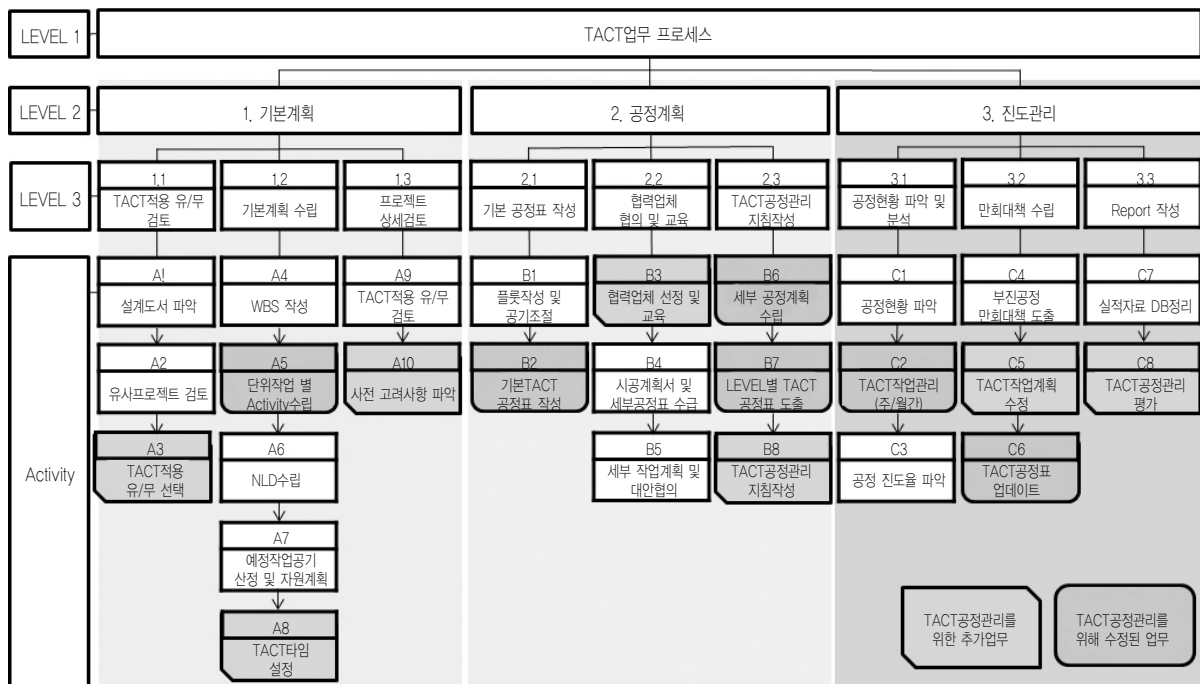 LEVEL 1
TACT업무 프로세스
LEVEL 2
1. 기본계획
2. 공정계획
3. 진도관리
LEVEL 3
1.1
TACT적용 유/무
검토
1.2
기본계획 수립
1.3
프로젝트
상세검토
2.1
기본 공정표 작성
2.2
협력업체
협의 및 교육
2.3
TACT공정관리
지침작성
3.1
공정현황 파악 및
분석
3.2
만회대책 수립
3.3
Report 작성
Activity
A1
설계도서 파악
A4
WBS 작성
A9
TACT적용 유/무
검토
B1
플룻작성 및
공기조절
B3
협력업체 선정 및
교육
B6
세부 공정계획
수립
C1
공정현황 파악
C4
부진공정
만회대책 도출
C7
실적자료 DB정리
A2
유사프로젝트 검토
A5
단위작업 별
Activity수립
A10
사전 고려사항 파악
B2
기본TACT
공정표 작성
B4
시공계획서 및
세부공정표 수급
B7
LEVEL별 TACT
공정표 도출
C2
TACT작업관리
(주/월간)
C5
TACT작업계획
수정
C8
TACT공정관리
평가
A3
TACT적용
유/무 선택
A6
NLD수립
B5
세부 작업계획 및
대안협의
B8
TACT공정관리
지침작성
C3
공정 진도율 파악
C6
TACT공정표
업데이트
A7
예정작업공기
산정 및 자원계획
A8
TACT타임
설정
TACT공정관리를
위한 추가업무
TACT공정관리를
위해 수정된 업무